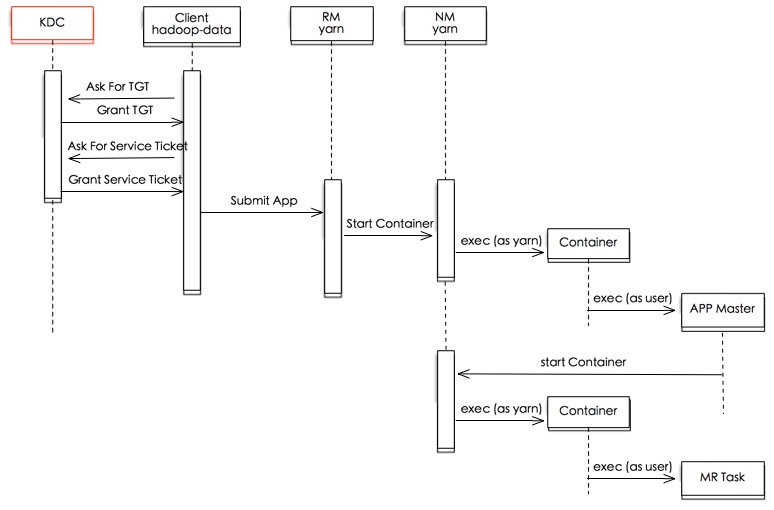 KDC
Client
hadoop-data
RM
yarn
NM
yarn
Ask For TGT
Grant TGT
Ask For Service Ticket
Grant Service Ticket
Submit App
Start Container
exec (as yarn)
Container
exec (as user)
APP Master
start Container
exec (as yarn)
Container
exec (as user)
MR Task